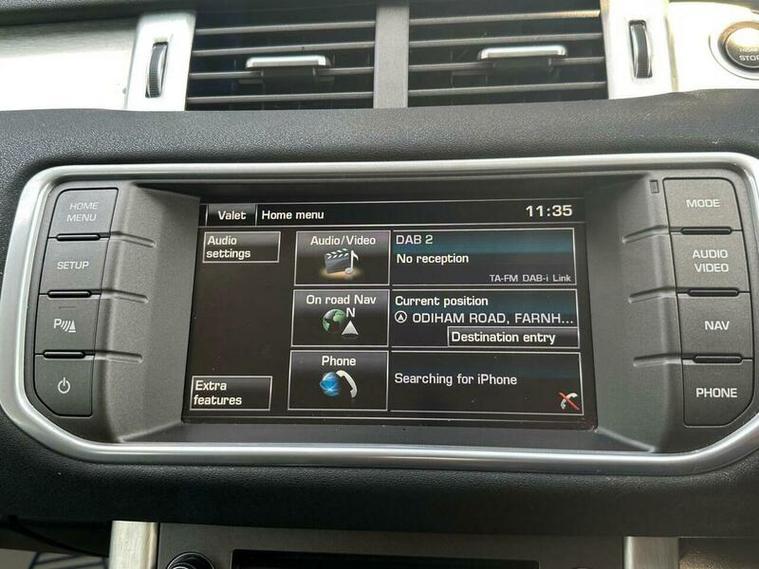 STOP
HOME
MENU
SETUP
P
Valet
Home menu
11:35
Audio
settings
Audio/Video
DAB 2
No reception
TA-FM DAB-i Link
On road Nav
N
Current position
ODIHAM ROAD, FARNH...
Destination entry
Phone
Searching for iPhone
Extra
features
MODE
AUDIO
VIDEO
NAV
PHONE